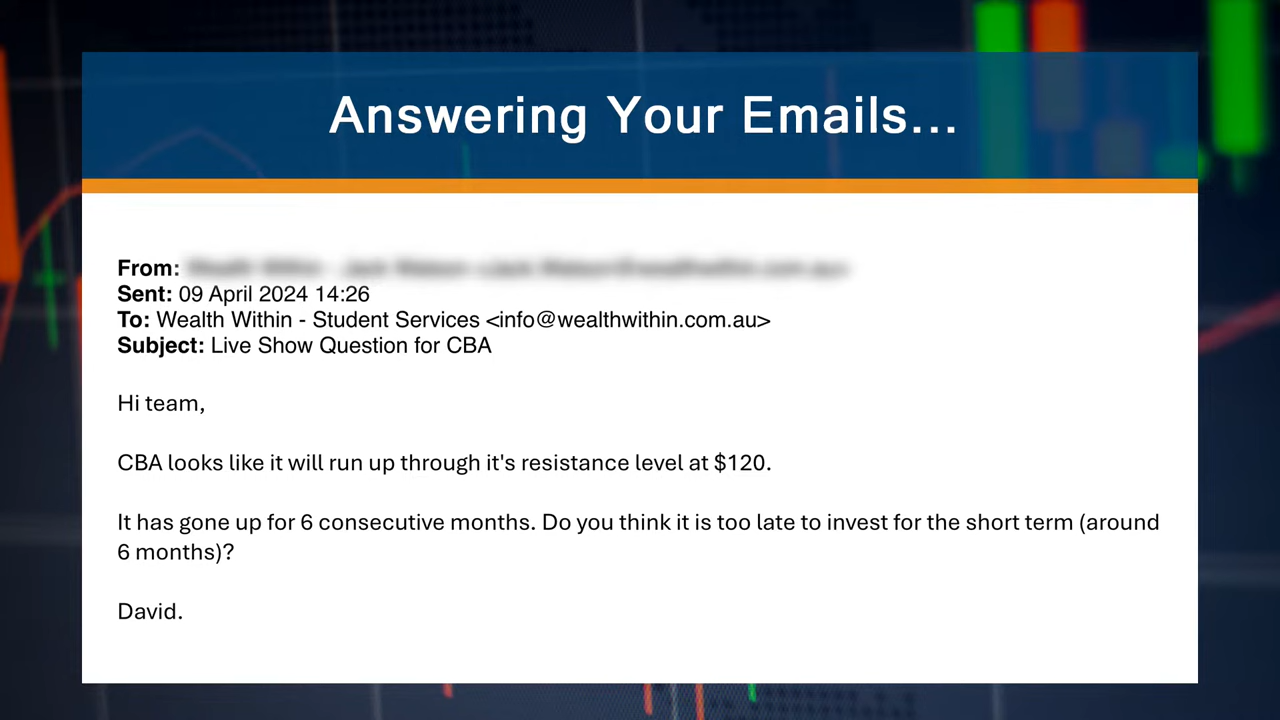 Answering Your Emails...
From:
Sent: 09 April 2024 14:26
To: Wealth Within - Student Services <info@wealthwithin.com.au>
Subject: Live Show Question for CBA
Hi team,
CBA looks like it will run up through it's resistance level at $120.
It has gone up for 6 consecutive months. Do you think it is too late to invest for the short term (around
6 months)?
David.